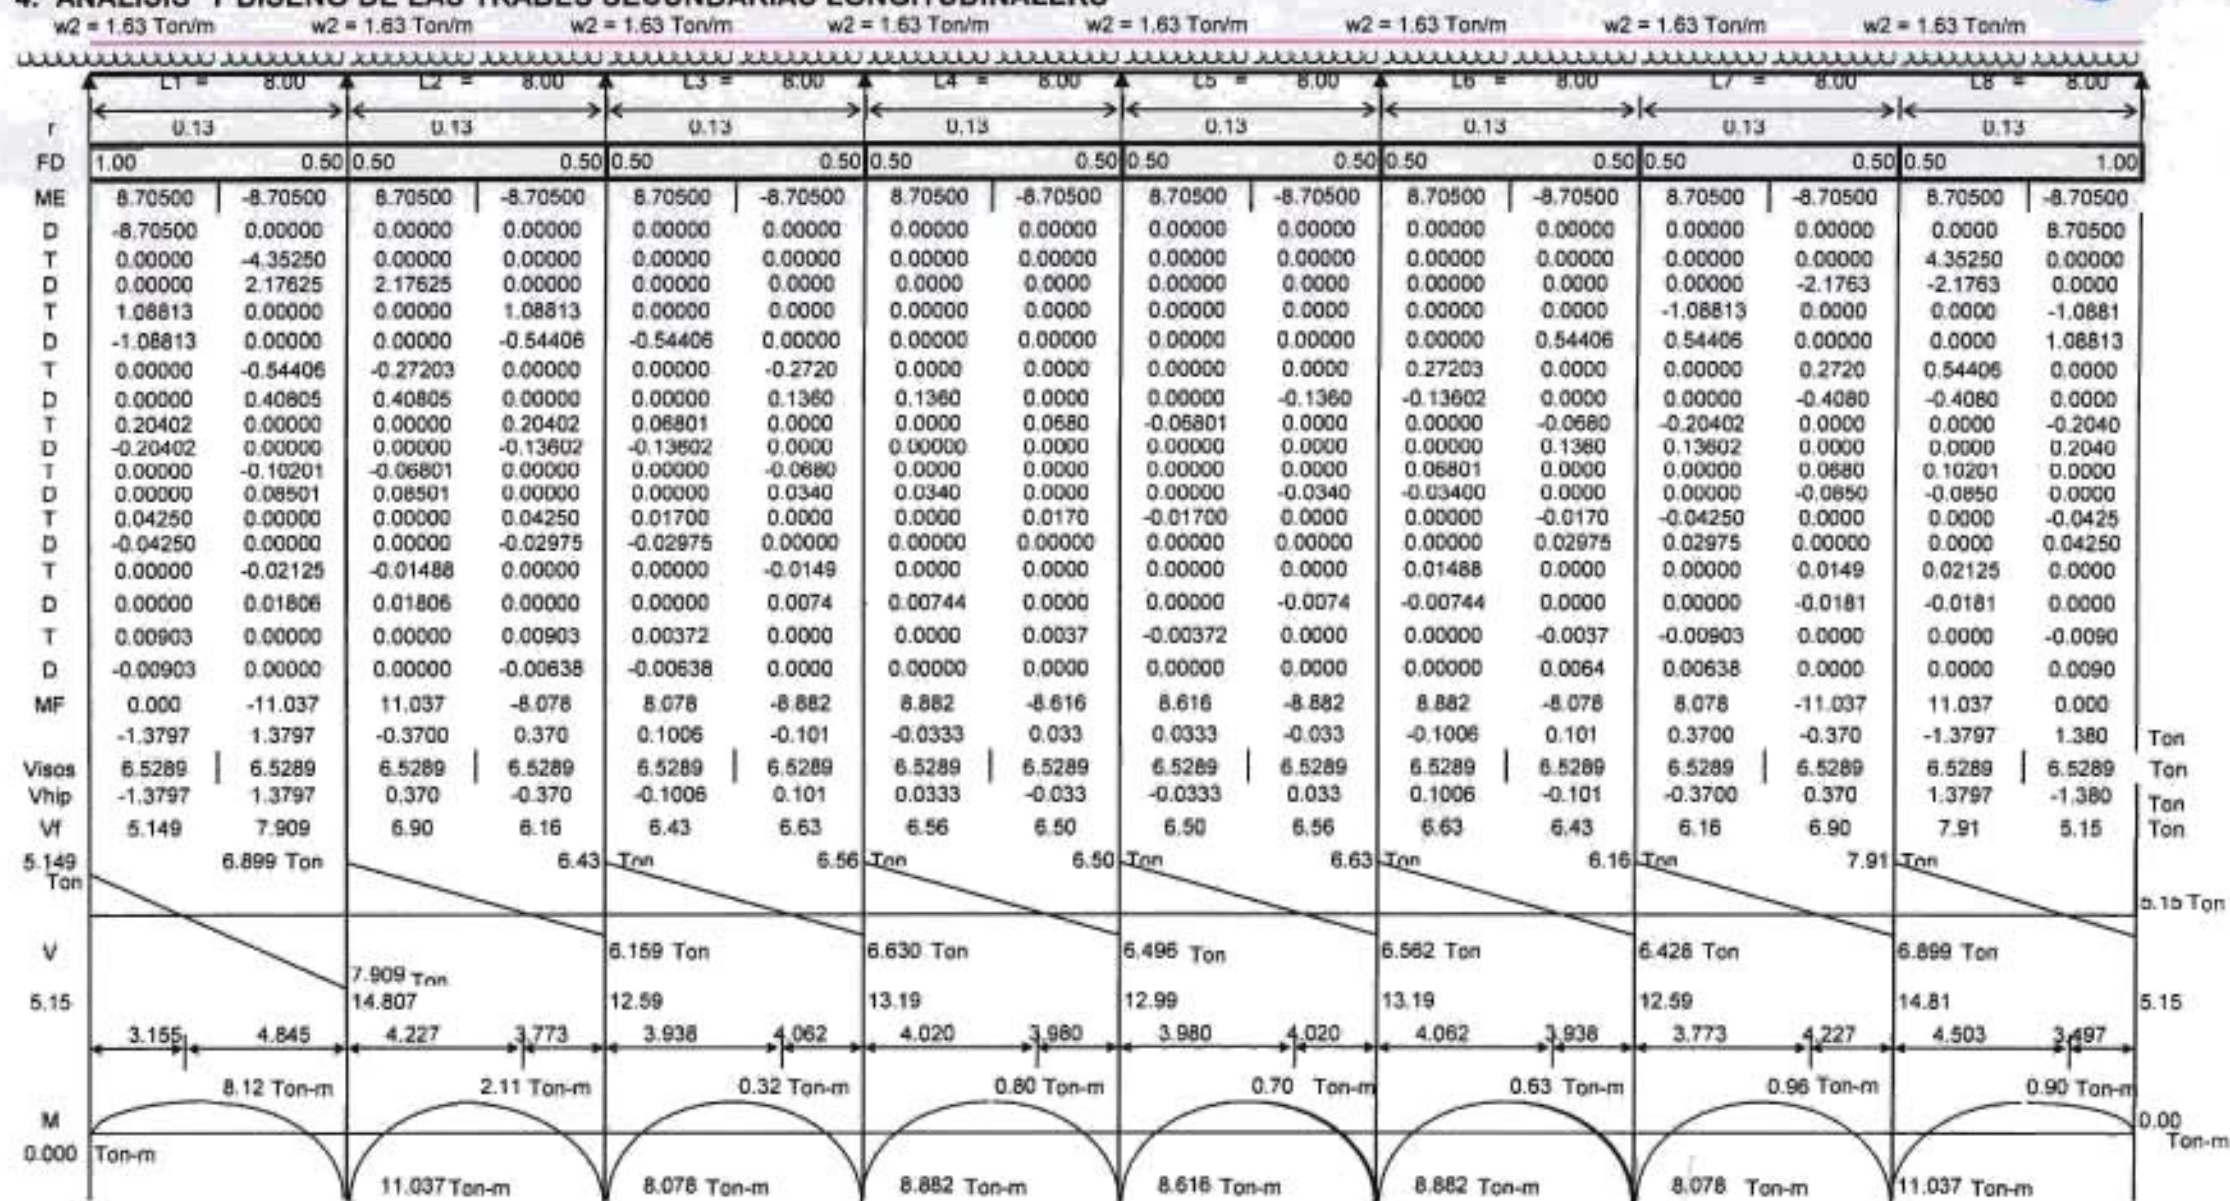 4. ANALISIS Y DISEÑO DE LAS TRABES SECUNDARIAS LONGITUDINALERS
w2 = 1.63 Ton/m w2 = 1.63 Ton/m w2 = 1.63 Ton/m w2 = 1.63 Ton/m w2 = 1.63 Ton/m w2 = 1.63 Ton/m w2 = 1.63 Ton/m w2 = 1.63 Ton/m
L1 = 8.00 L2 = 8.00 L3 = 8.00 L4 = 8.00 L5 = 8.00 L6 = 8.00 L7 = 8.00 L8 = 8.00
r 0.13 0.13 0.13 0.13 0.13 0.13 0.13 0.13
FD 1.00 0.50 0.50 0.50 0.50 0.50 0.50 0.50 0.50 0.50 0.50 0.50 0.50 0.50 0.50 1.00
ME 8.70500 -8.70500 8.70500 -8.70500 8.70500 -8.70500 8.70500 -8.70500 8.70500 -8.70500 8.70500 -8.70500 8.70500 -8.70500 8.70500 -8.70500
D -8.70500 0.00000 0.00000 0.00000 0.00000 0.00000 0.00000 0.00000 0.00000 0.00000 0.00000 0.00000 0.00000 0.00000 0.0000 8.70500
T 0.00000 -4.35250 0.00000 0.00000 0.00000 0.00000 0.00000 0.00000 0.00000 0.00000 0.00000 0.00000 0.00000 0.00000 4.35250 0.00000
D 0.00000 2.17625 2.17625 0.00000 0.00000 0.0000 0.0000 0.0000 0.00000 0.0000 0.00000 0.0000 0.00000 -2.1763 -2.1763 0.0000
T 1.08813 0.00000 0.00000 1.08813 0.00000 0.0000 0.00000 0.0000 0.00000 0.0000 0.00000 0.0000 -1.08813 0.0000 0.0000 -1.0881
D -1.08813 0.00000 0.00000 -0.54406 -0.54406 0.00000 0.00000 0.00000 0.00000 0.00000 0.00000 0.54406 0.54406 0.00000 0.0000 1.08813
T 0.00000 -0.54406 -0.27203 0.00000 0.00000 -0.2720 0.0000 0.0000 0.00000 0.0000 0.27203 0.0000 0.00000 0.2720 0.54406 0.0000
D 0.00000 0.40805 0.40805 0.00000 0.00000 0.1360 0.1360 0.0000 0.00000 -0.1360 -0.13602 0.0000 0.00000 -0.4080 -0.4080 0.0000
T 0.20402 0.00000 0.00000 0.20402 0.06801 0.0000 0.0000 0.0680 -0.06801 0.0000 0.00000 -0.0680 -0.20402 0.0000 0.0000 -0.2040
D -0.20402 0.00000 0.00000 -0.13602 -0.13602 0.0000 0.00000 0.0000 0.00000 0.0000 0.00000 0.1360 0.13602 0.0000 0.0000 0.2040
T 0.00000 -0.10201 -0.06801 0.00000 0.00000 -0.0680 0.0000 0.0000 0.00000 0.0000 0.06801 0.0000 0.00000 0.0680 0.10201 0.0000
D 0.00000 0.08501 0.08501 0.00000 0.00000 0.0340 0.0340 0.0000 0.00000 -0.0340 -0.03400 0.0000 0.00000 -0.0850 -0.0850 0.0000
T 0.04250 0.00000 0.00000 0.04250 0.01700 0.0000 0.0000 0.0170 -0.01700 0.0000 0.00000 -0.0170 -0.04250 0.0000 0.0000 -0.0425
D -0.04250 0.00000 0.00000 -0.02975 -0.02975 0.00000 0.00000 0.00000 0.00000 0.00000 0.00000 0.02975 0.02975 0.00000 0.0000 0.04250
T 0.00000 -0.02125 -0.01488 0.00000 0.00000 -0.0149 0.0000 0.0000 0.00000 0.0000 0.01488 0.0000 0.00000 0.0149 0.02125 0.0000
D 0.00000 0.01806 0.01806 0.00000 0.00000 0.0074 0.00744 0.0000 0.00000 -0.0074 -0.00744 0.0000 0.00000 -0.0181 -0.0181 0.0000
T 0.00903 0.00000 0.00000 0.00903 0.00372 0.0000 0.0000 0.0037 -0.00372 0.0000 0.00000 -0.0037 -0.00903 0.0000 0.0000 -0.0090
D -0.00903 0.00000 0.00000 -0.00638 -0.00638 0.0000 0.00000 0.0000 0.00000 0.0000 0.00000 0.0064 0.00638 0.0000 0.0000 0.0090
MF 0.000 -11.037 11.037 -8.078 8.078 -8.882 8.882 -8.616 8.616 -8.882 8.882 -8.078 8.078 -11.037 11.037 0.000
-1.3797 1.3797 -0.3700 0.370 0.1006 -0.101 -0.0333 0.033 0.0333 -0.033 -0.1006 0.101 0.3700 -0.370 -1.3797 1.380 Ton
Visos 6.5289 6.5289 6.5289 6.5289 6.5289 6.5289 6.5289 6.5289 6.5289 6.5289 6.5289 6.5289 6.5289 6.5289 6.5289 6.5289 Ton
Vhip -1.3797 1.3797 0.370 -0.370 -0.1006 0.101 0.0333 -0.033 -0.0333 0.033 0.1006 -0.101 -0.3700 0.370 1.3797 -1.380 Ton
Vf 5.149 7.909 6.90 6.16 6.43 6.63 6.56 6.50 6.50 6.56 6.63 6.43 6.16 6.90 7.91 5.15 Ton
5.149 Ton 6.899 Ton 6.43 Ton 6.56 Ton 6.50 Ton 6.63 Ton 6.16 Ton 7.91 Ton
5.15 Ton
V 7.909 Ton 6.159 Ton 6.630 Ton 6.496 Ton 6.562 Ton 6.428 Ton 6.899 Ton
5.15 14.807 12.59 13.19 12.99 13.19 12.59 14.81 5.15
3.155 4.845 4.227 3.773 3.938 4.062 4.020 3.980 3.980 4.020 4.062 3.938 3.773 4.227 4.503 3.497
8.12 Ton-m 2.11 Ton-m 0.32 Ton-m 0.80 Ton-m 0.70 Ton-m 0.63 Ton-m 0.96 Ton-m 0.90 Ton-m
M 0.00 Ton-m
0.000 Ton-m 11.037 Ton-m 8.078 Ton-m 8.882 Ton-m 8.616 Ton-m 8.882 Ton-m 8.078 Ton-m 11.037 Ton-m